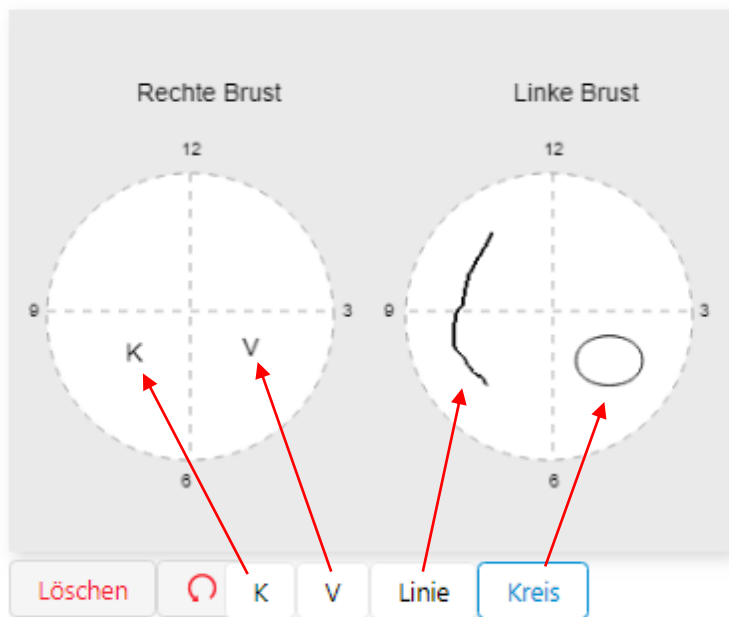 Rechte Brust Linke Brust
12 12
9 3 9 3
K V
6 6
Löschen K V Linie Kreis